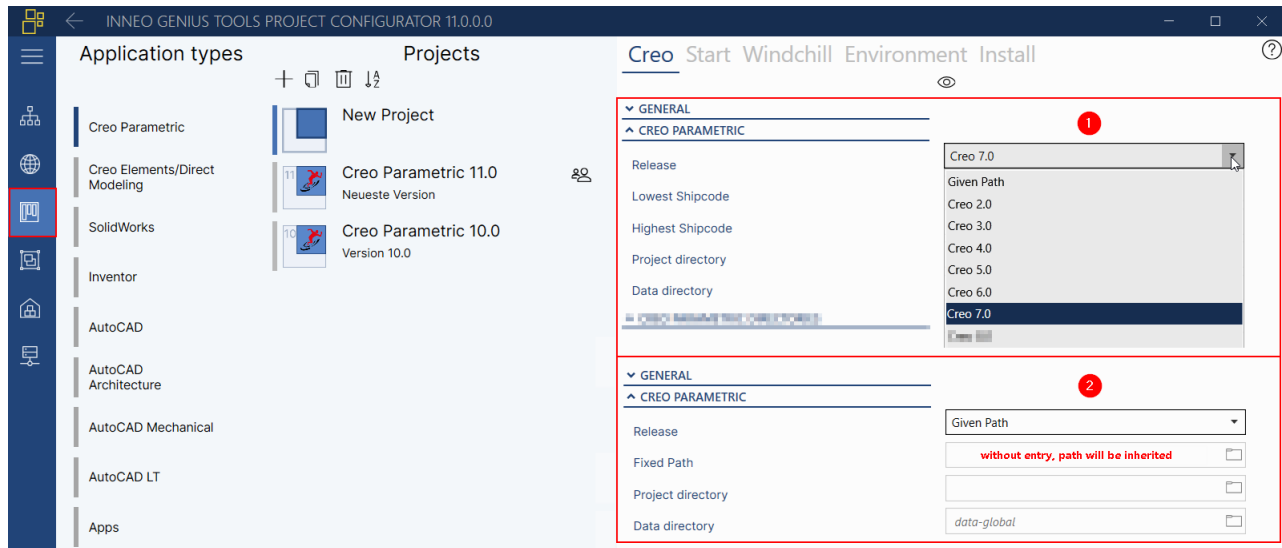 INNEO GENIUS TOOLS PROJECT CONFIGURATOR 11.0.0.0
Application types
Creo Parametric
Creo Elements/Direct
Modeling
SolidWorks
Inventor
AutoCAD
AutoCAD
Architecture
AutoCAD Mechanical
AutoCAD LT
Apps
Projects
New Project
11
Creo Parametric 11.0
Neueste Version
10
Creo Parametric 10.0
Version 10.0
Creo Start Windchill Environment Install
GENERAL
CREO PARAMETRIC
1
Release
Creo 7.0
Lowest Shipcode
Highest Shipcode
Project directory
Data directory
Given Path
Creo 2.0
Creo 3.0
Creo 4.0
Creo 5.0
Creo 6.0
Creo 7.0
GENERAL
CREO PARAMETRIC
2
Release
Given Path
Fixed Path
without entry, path will be inherited
Project directory
Data directory
data-global